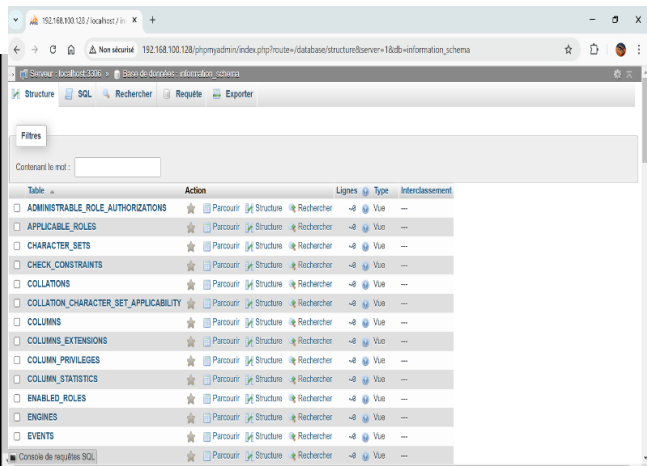 192.168.100.128 / localhost / in
Non sécurisé 192.168.100.128/phpmyadmin/index.php?route=/database/structure&server=1&db=information_schema
Serveur : localhost:3306 » Base de données : information_schema
Structure SQL Rechercher Requête Exporter
Filtres
Contenant le mot :
Table Action Lignes Type Interclassement
ADMINISTRABLE_ROLE_AUTHORIZATIONS Parcourir Structure Rechercher ~0 Vue ---
APPLICABLE_ROLES Parcourir Structure Rechercher ~0 Vue ---
CHARACTER_SETS Parcourir Structure Rechercher ~0 Vue ---
CHECK_CONSTRAINTS Parcourir Structure Rechercher ~0 Vue ---
COLLATIONS Parcourir Structure Rechercher ~0 Vue ---
COLLATION_CHARACTER_SET_APPLICABILITY Parcourir Structure Rechercher ~0 Vue ---
COLUMNS Parcourir Structure Rechercher ~0 Vue ---
COLUMNS_EXTENSIONS Parcourir Structure Rechercher ~0 Vue ---
COLUMN_PRIVILEGES Parcourir Structure Rechercher ~0 Vue ---
COLUMN_STATISTICS Parcourir Structure Rechercher ~0 Vue ---
ENABLED_ROLES Parcourir Structure Rechercher ~0 Vue ---
ENGINES Parcourir Structure Rechercher ~0 Vue ---
EVENTS Parcourir Structure Rechercher ~0 Vue ---
Console de requêtes SQL Parcourir Structure Rechercher ~0 Vue ---